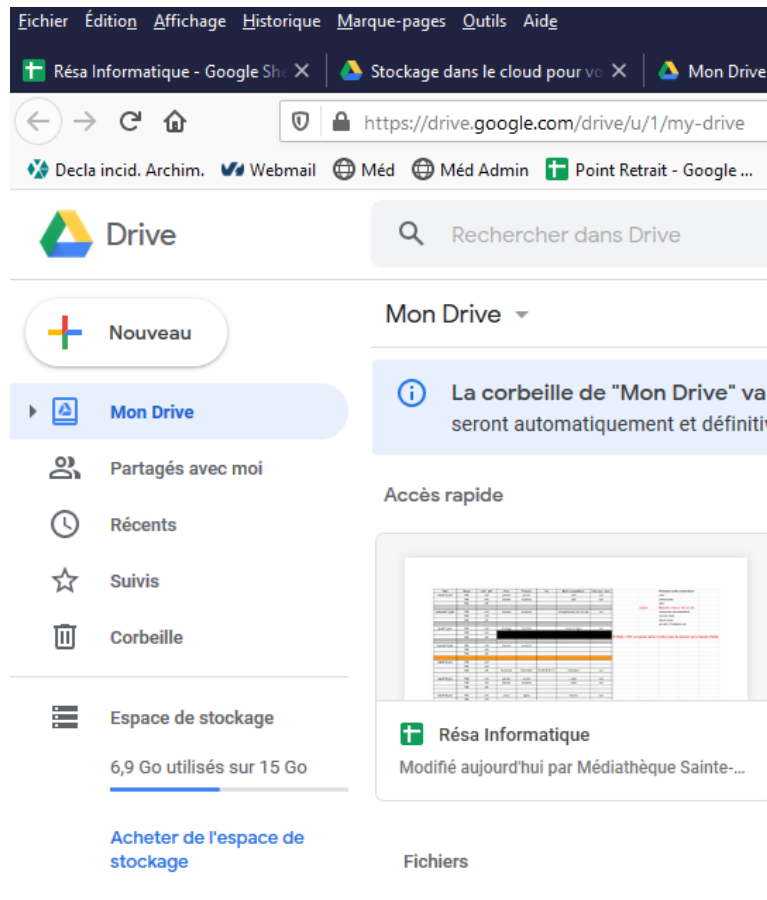 Fichier Édition Affichage Historique Marque-pages Outils Aide
Résa Informatique - Google She Stockage dans le cloud pour vo Mon Drive
https://drive.google.com/drive/u/1/my-drive
Decla incid. Archim. Webmail Méd Méd Admin Point Retrait - Google ...
Drive Rechercher dans Drive
Nouveau
Mon Drive
La corbeille de "Mon Drive" va
seront automatiquement et définitiv
Mon Drive
Partagés avec moi
Récents
Suivis
Corbeille
Espace de stockage
6,9 Go utilisés sur 15 Go
Acheter de l'espace de
stockage
Accès rapide
Résa Informatique
Modifié aujourd'hui par Médiathèque Sainte-...
Fichiers